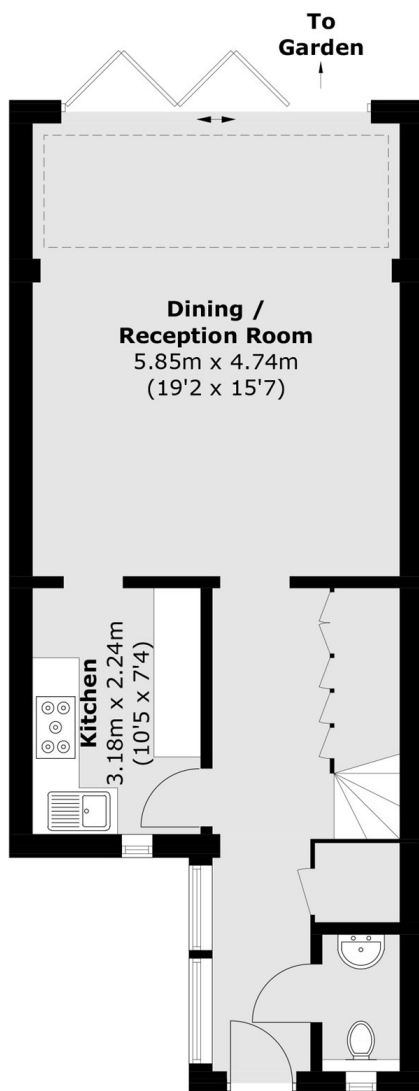 To
Garden
Dining /
Reception Room
5.85m x 4.74m
(19'2 x 15'7)
Kitchen
3.18m x 2.24m
(10'5 x 7'4)